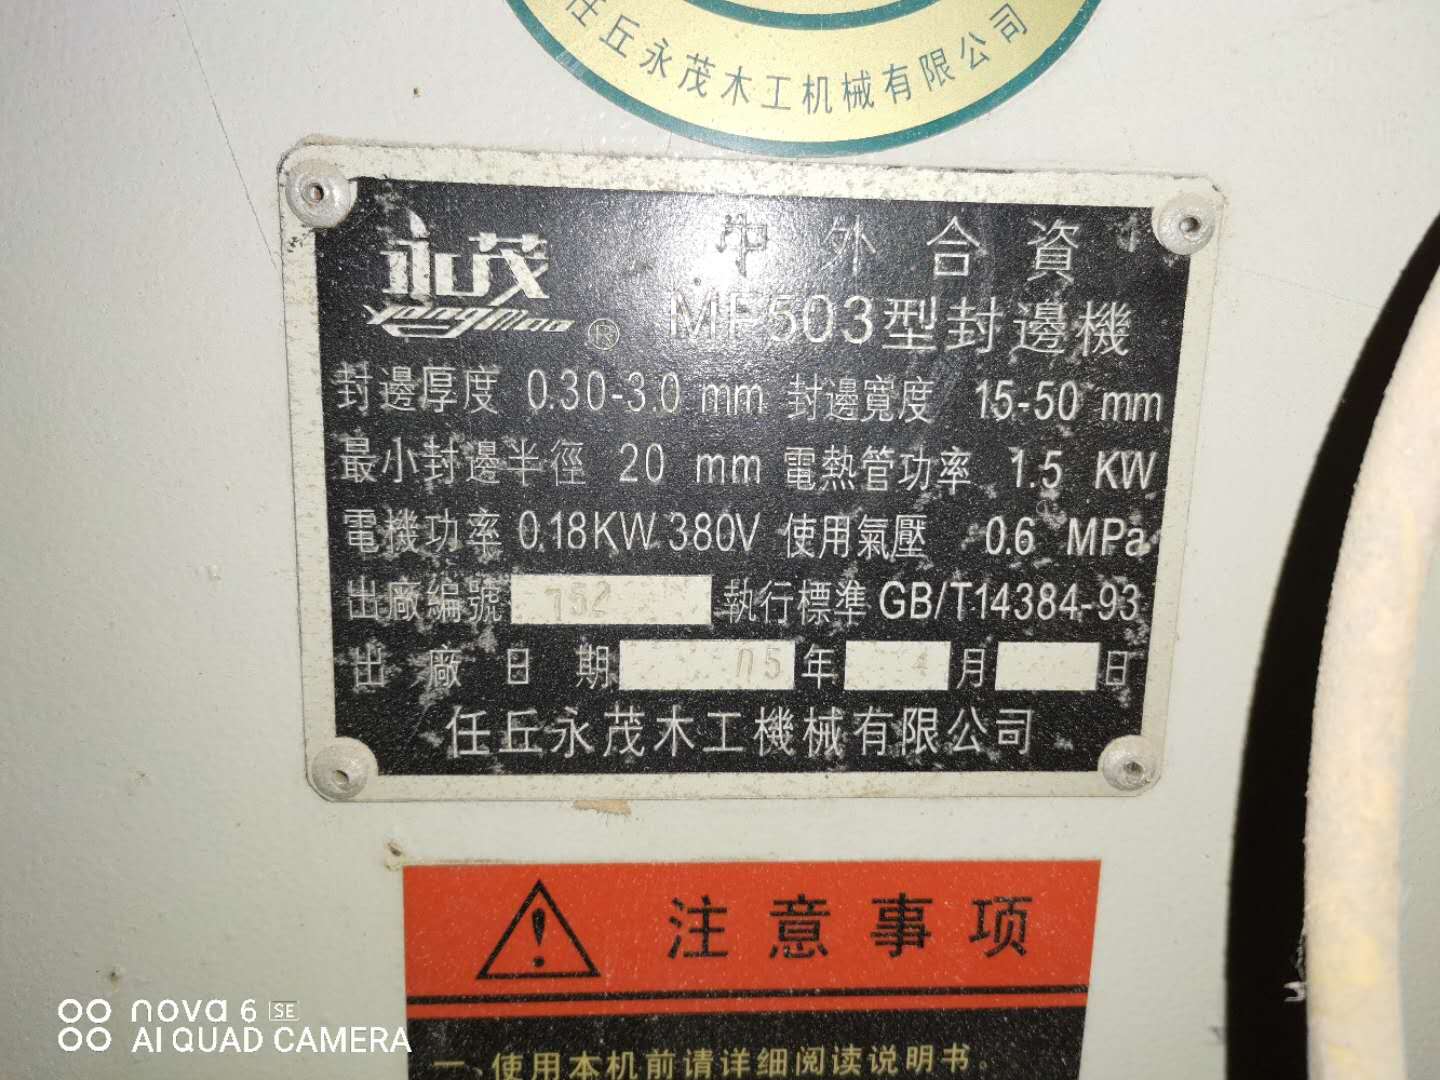 任丘永茂木工机械有限公司
永茂 中外合資
yongmao ® MF503型封邊機
封邊厚度 0.30-3.0 mm 封邊寬度 15-50 mm
最小封邊半徑 20 mm 電熱管功率 1.5 KW
電機功率 0.18KW 380V 使用氣壓 0.6 MPa
出廠編號 752 執行標準 GB/T14384-93
出廠日期 05年 4月 日
任丘永茂木工機械有限公司
注意事项
一、使用本机前请详细阅读说明书。
nova 6 SE
AI QUAD CAMERA